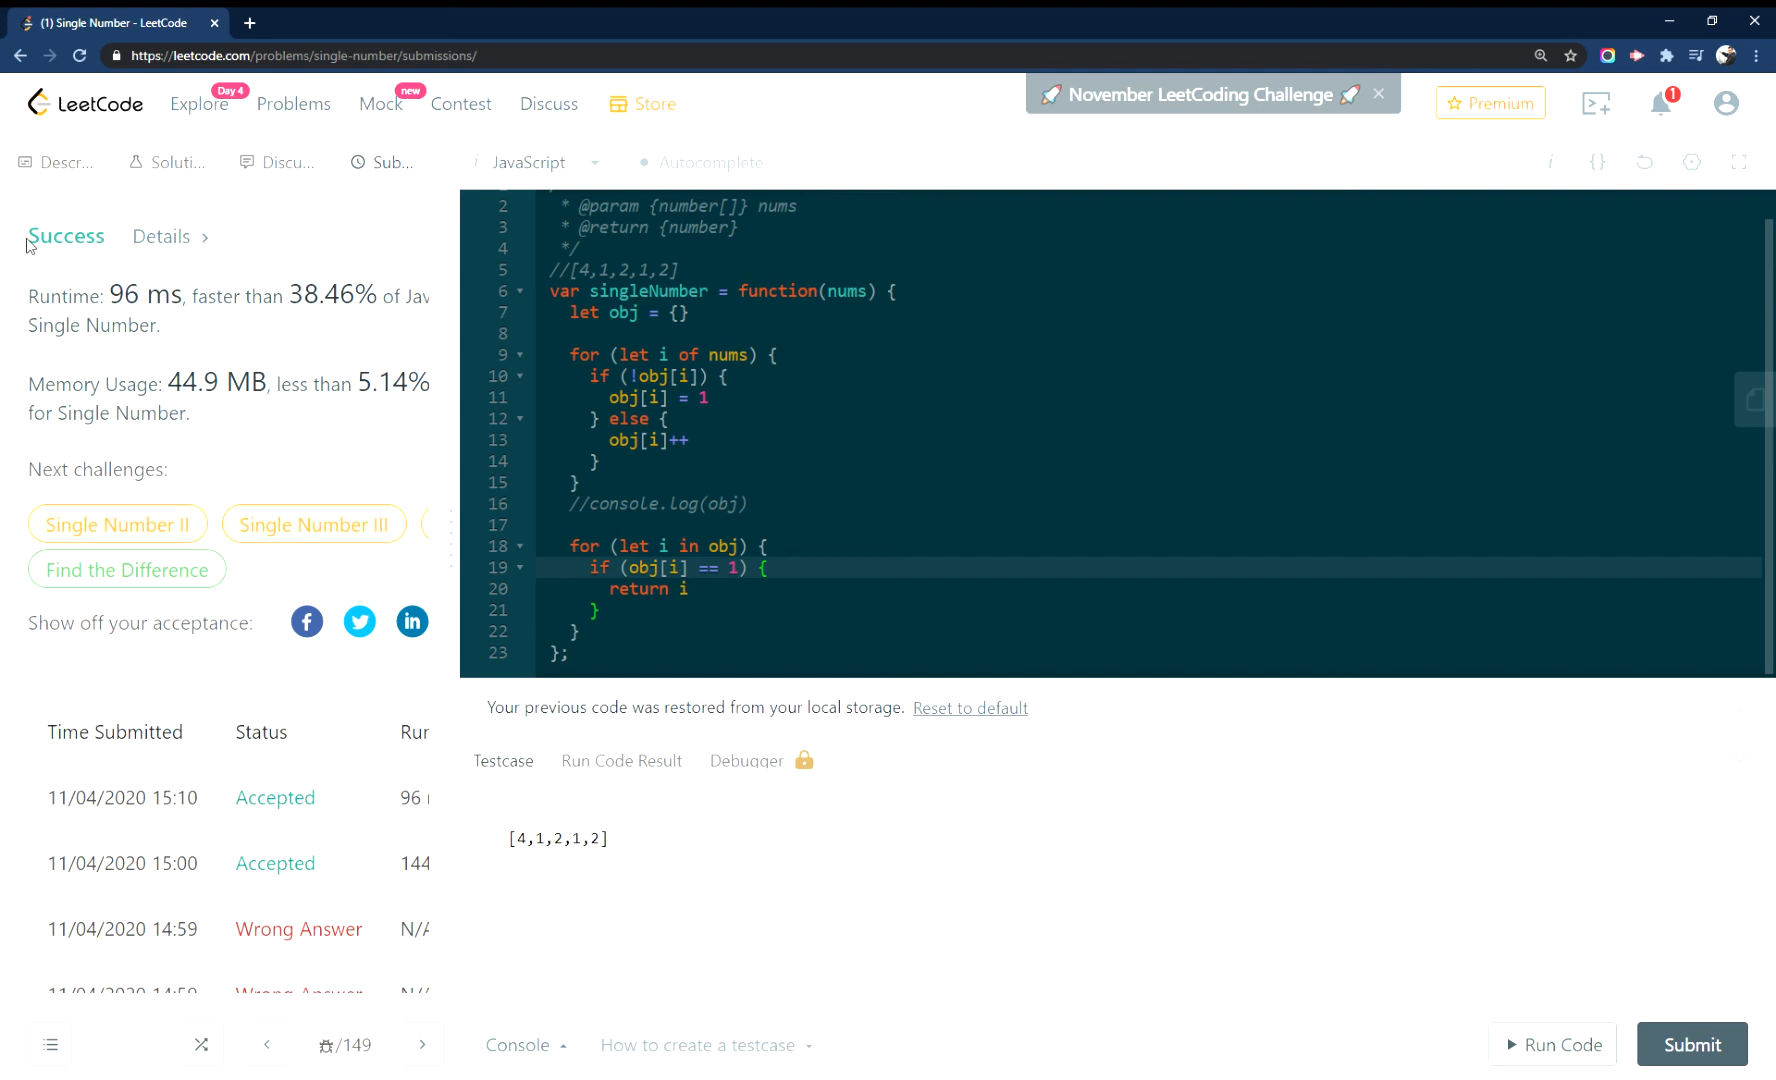 (1) Single Number - LeetCode
https://leetcode.com/problems/single-number/submissions/
LeetCode
Explore
Day 4
Problems
Mock
new
Contest
Discuss
Store
November LeetCoding Challenge
Premium
1
Descr...
Soluti...
Discu...
Sub...
i JavaScript
Autocomplete
i {}
Success
Details >
Runtime: 96 ms, faster than 38.46% of Jav
Single Number.
Memory Usage: 44.9 MB, less than 5.14%
for Single Number.
Next challenges:
Single Number II
Single Number III
Find the Difference
Show off your acceptance:
Time Submitted Status Run
11/04/2020 15:10 Accepted 96
11/04/2020 15:00 Accepted 144
11/04/2020 14:59 Wrong Answer N/A
11/04/2020 14:59 Wrong Answer N/A
/149
2 * @param {number[]} nums
3 * @return {number}
4 */
5 //[4,1,2,1,2]
6 var singleNumber = function(nums) {
7 let obj = {}
8
9 for (let i of nums) {
10 if (!obj[i]) {
11 obj[i] = 1
12 } else {
13 obj[i]++
14 }
15 }
16 //console.log(obj)
17
18 for (let i in obj) {
19 if (obj[i] == 1) {
20 return i
21 }
22 }
23 };
Your previous code was restored from your local storage. Reset to default
Testcase Run Code Result Debugger
[4,1,2,1,2]
Console
How to create a testcase
Run Code
Submit